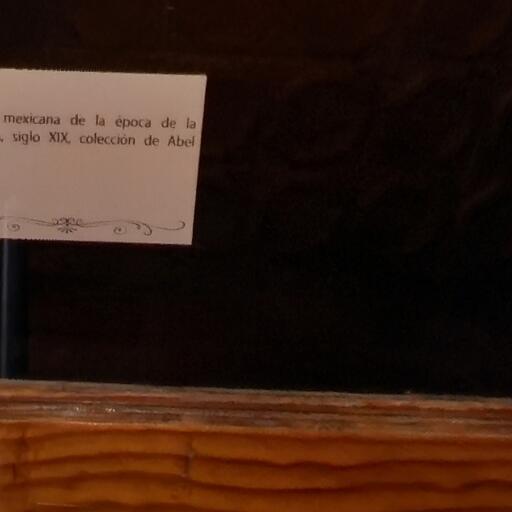 mexicana de la época de la
, siglo XIX, colección de Abel